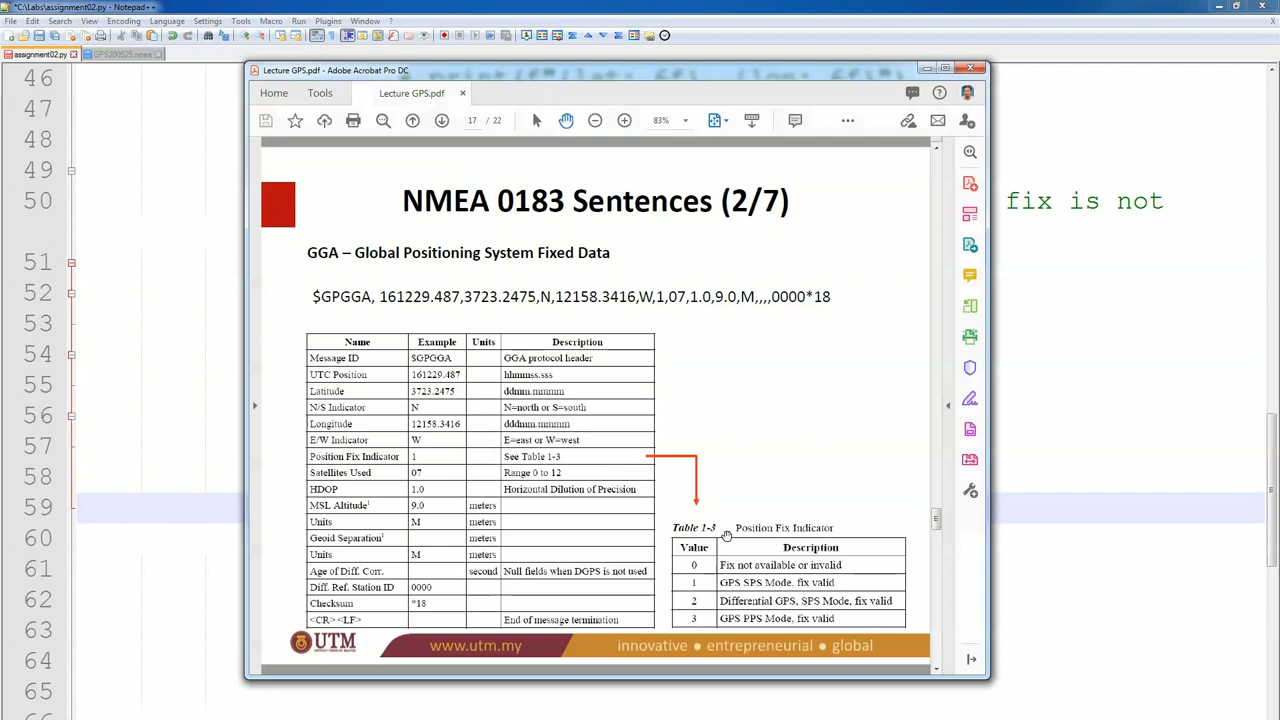 *C:\Labs\assignment02.py - Notepad++
File Edit Search View Encoding Language Settings Tools Macro Run Plugins Window ?
assignment02.py GPS200525.nmea
46
47
48
49
50 fix is not
51
52
53
54
55
56
57
58
59
60
61
62
63
64
65
66
Lecture GPS.pdf - Adobe Acrobat Pro DC
Home Tools Lecture GPS.pdf ×
17 / 22 83%
NMEA 0183 Sentences (2/7)
GGA – Global Positioning System Fixed Data
$GPGGA, 161229.487,3723.2475,N,12158.3416,W,1,07,1.0,9.0,M,,,,0000*18
Name Example Units Description
Message ID $GPGGA GGA protocol header
UTC Position 161229.487 hhmmss.sss
Latitude 3723.2475 ddmm.mmmm
N/S Indicator N N=north or S=south
Longitude 12158.3416 dddmm.mmmm
E/W Indicator W E=east or W=west
Position Fix Indicator 1 See Table 1-3
Satellites Used 07 Range 0 to 12
HDOP 1.0 Horizontal Dilution of Precision
MSL Altitude¹ 9.0 meters
Units M meters
Geoid Separation¹ meters
Units M meters
Age of Diff. Corr. second Null fields when DGPS is not used
Diff. Ref. Station ID 0000
Checksum *18
<CR> <LF> End of message termination
Table 1-3 Position Fix Indicator
Value Description
0 Fix not available or invalid
1 GPS SPS Mode, fix valid
2 Differential GPS, SPS Mode, fix valid
3 GPS PPS Mode, fix valid
UTM
www.utm.my
innovative ● entrepreneurial ● global